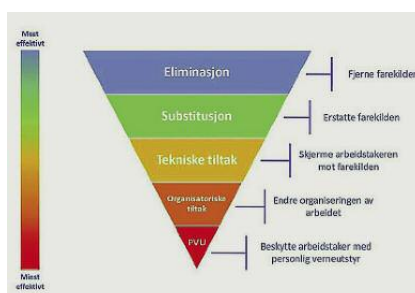 Mest
effektivt
Eliminasjon
Fjerne farekilden
Substitusjon
Erstatte farekilden
Tekniske tiltak
Skjerme arbeidstakeren
mot farekilden
Organisatoriske
tiltak
Endre organiseringen av
arbeidet
PVU
Beskytte arbeidstaker med
personlig verneutstyr
Minst
effektivt